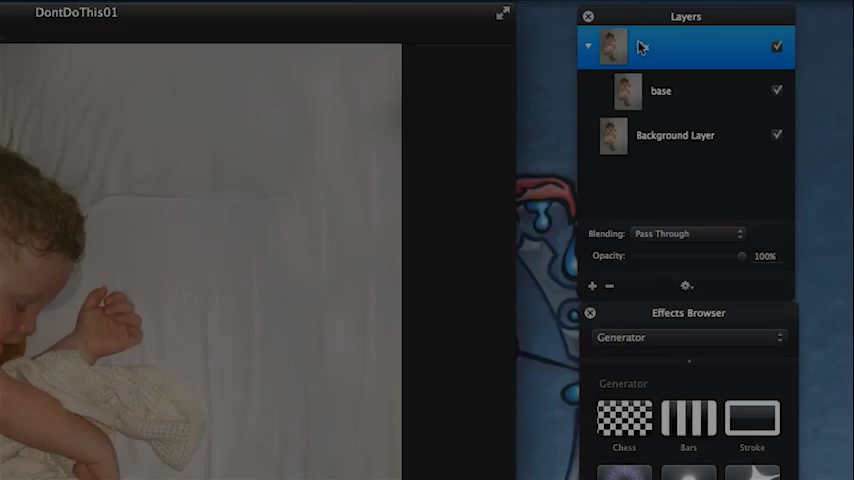 DontDoThis01
Layers
base
Background Layer
Blending:
Pass Through
Opacity:
100%
Effects Browser
Generator
Generator
Chess
Bars
Stroke